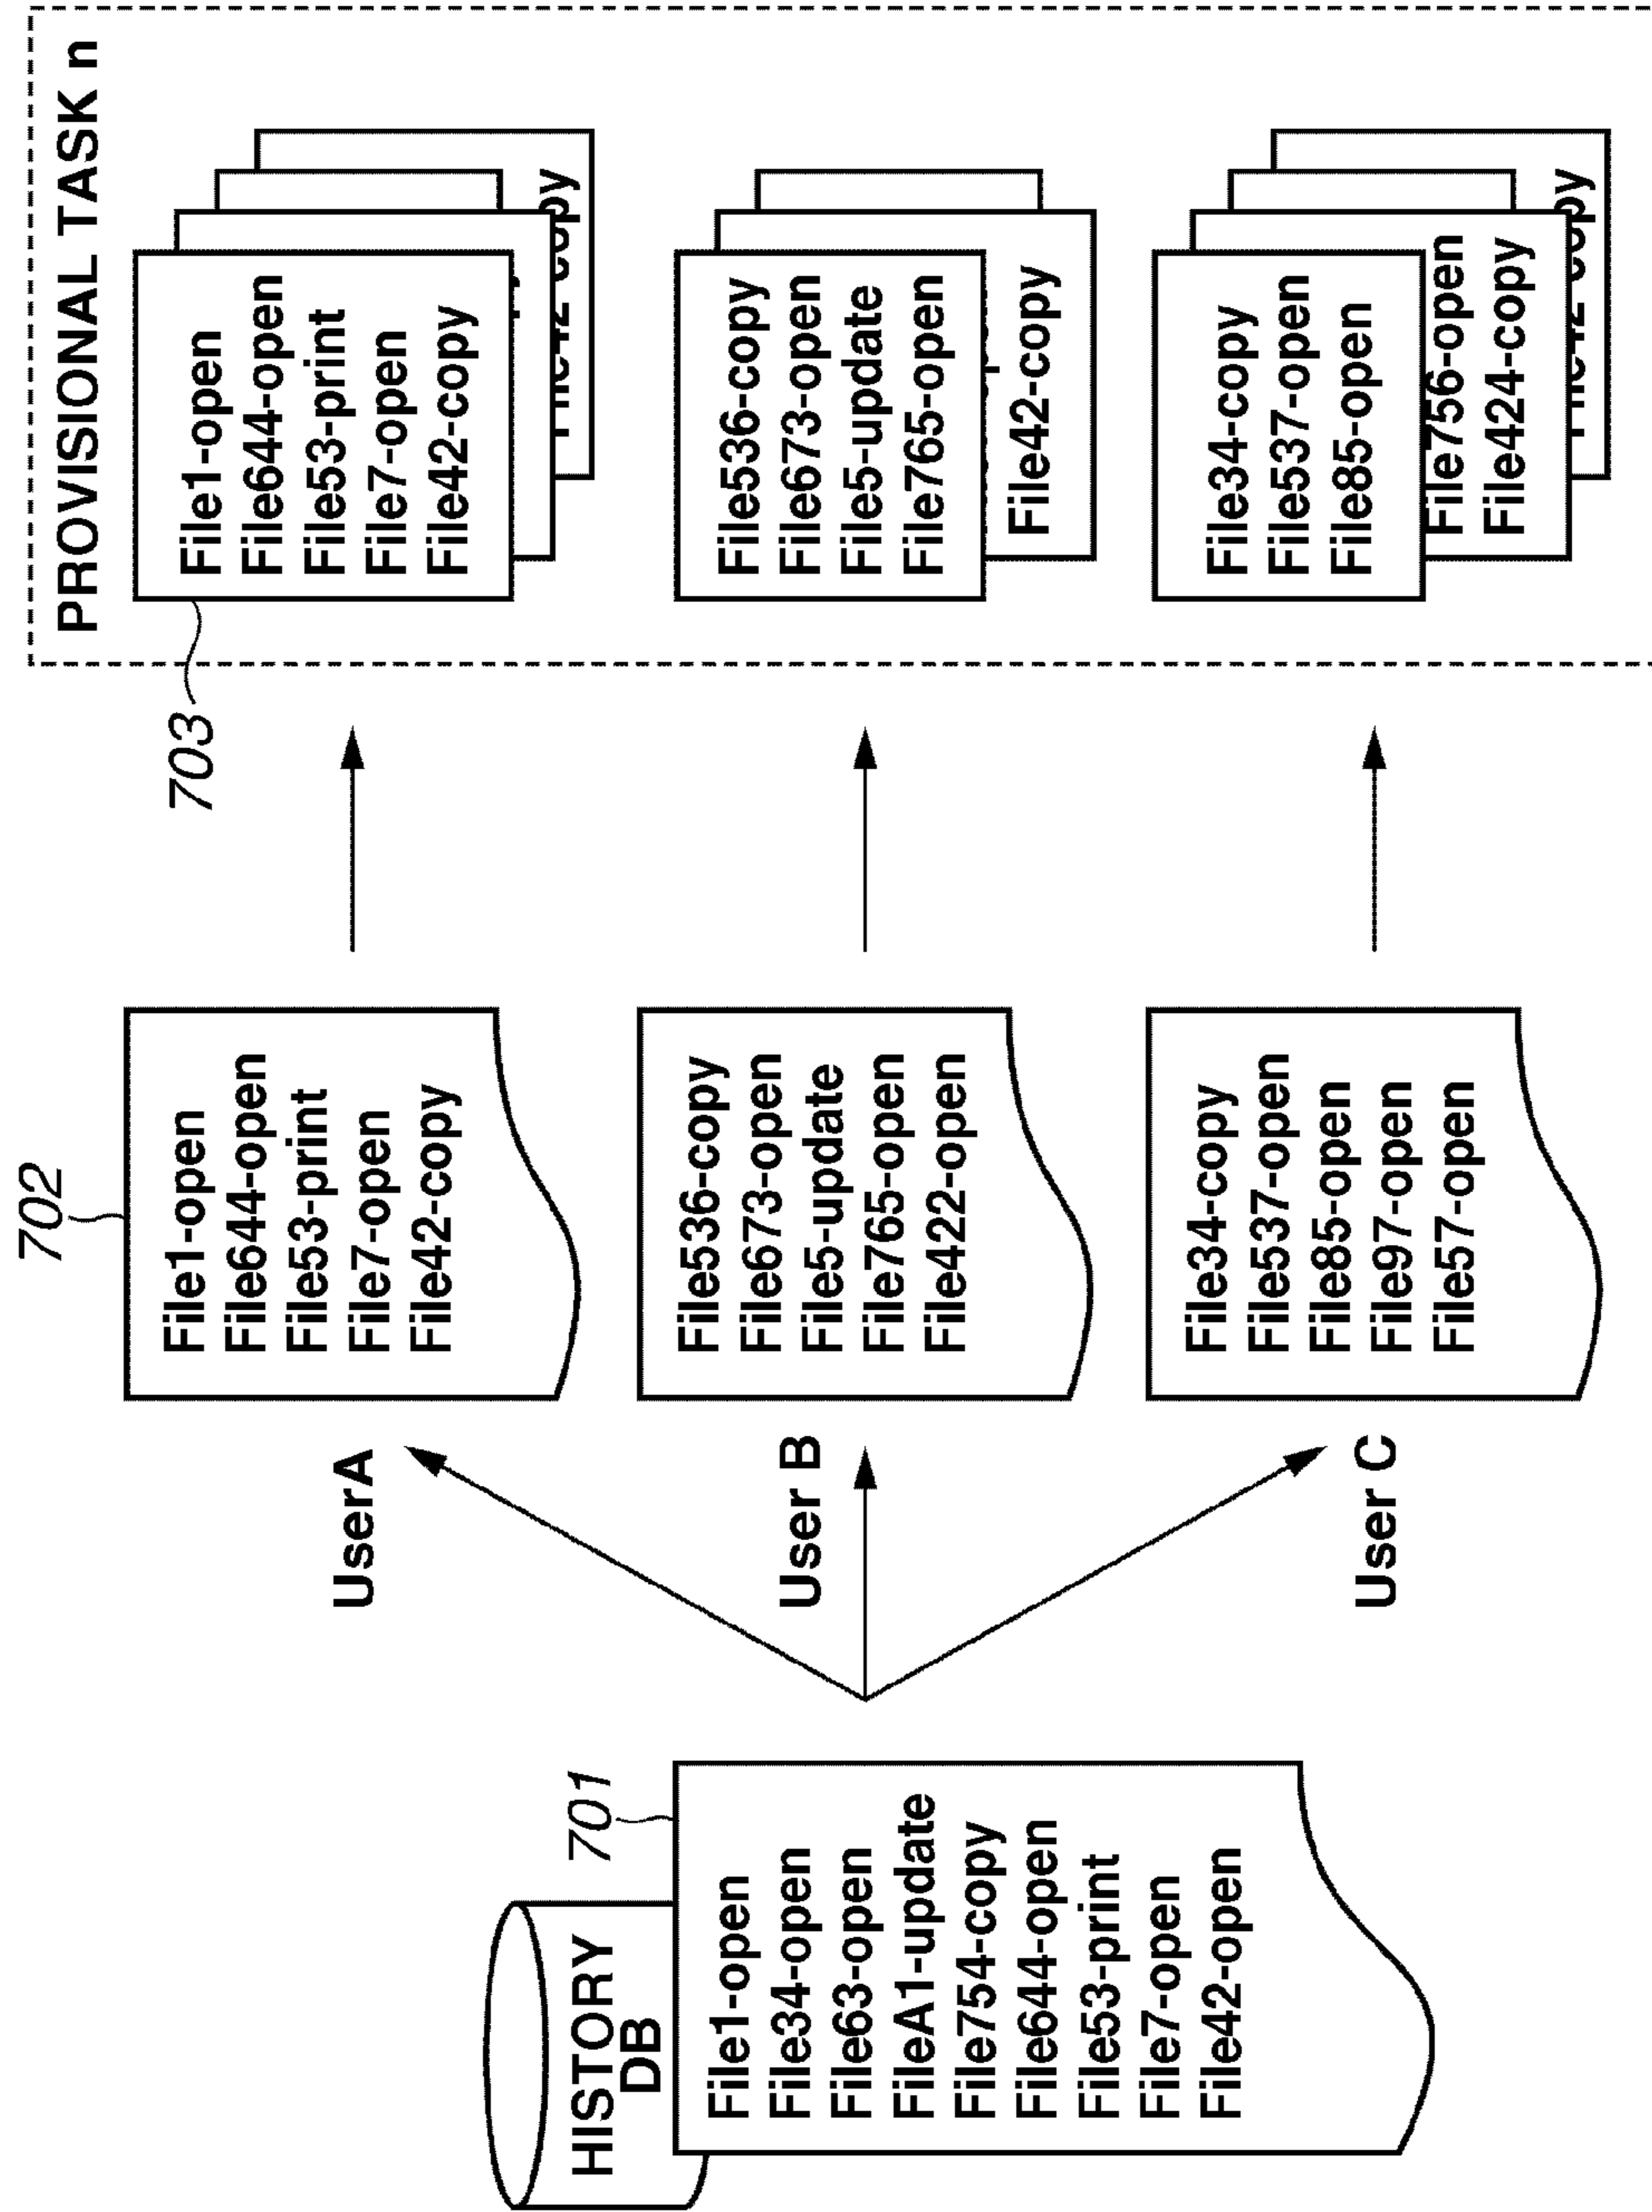 HISTORY
DB
701
File1-open
File34-open
File63-open
FileA1-update
File754-copy
File644-open
File53-print
File7-open
File42-open
UserA
User B
User C
702
File1-open
File644-open
File53-print
File7-open
File42-copy
File536-copy
File673-open
File5-update
File765-open
File422-open
File34-copy
File537-open
File85-open
File97-open
File57-open
703
PROVISIONAL TASK n
File1-open
File644-open
File53-print
File7-open
File42-copy
File536-copy
File673-open
File5-update
File765-open
File42-copy
File34-copy
File537-open
File85-open
File756-open
File424-copy